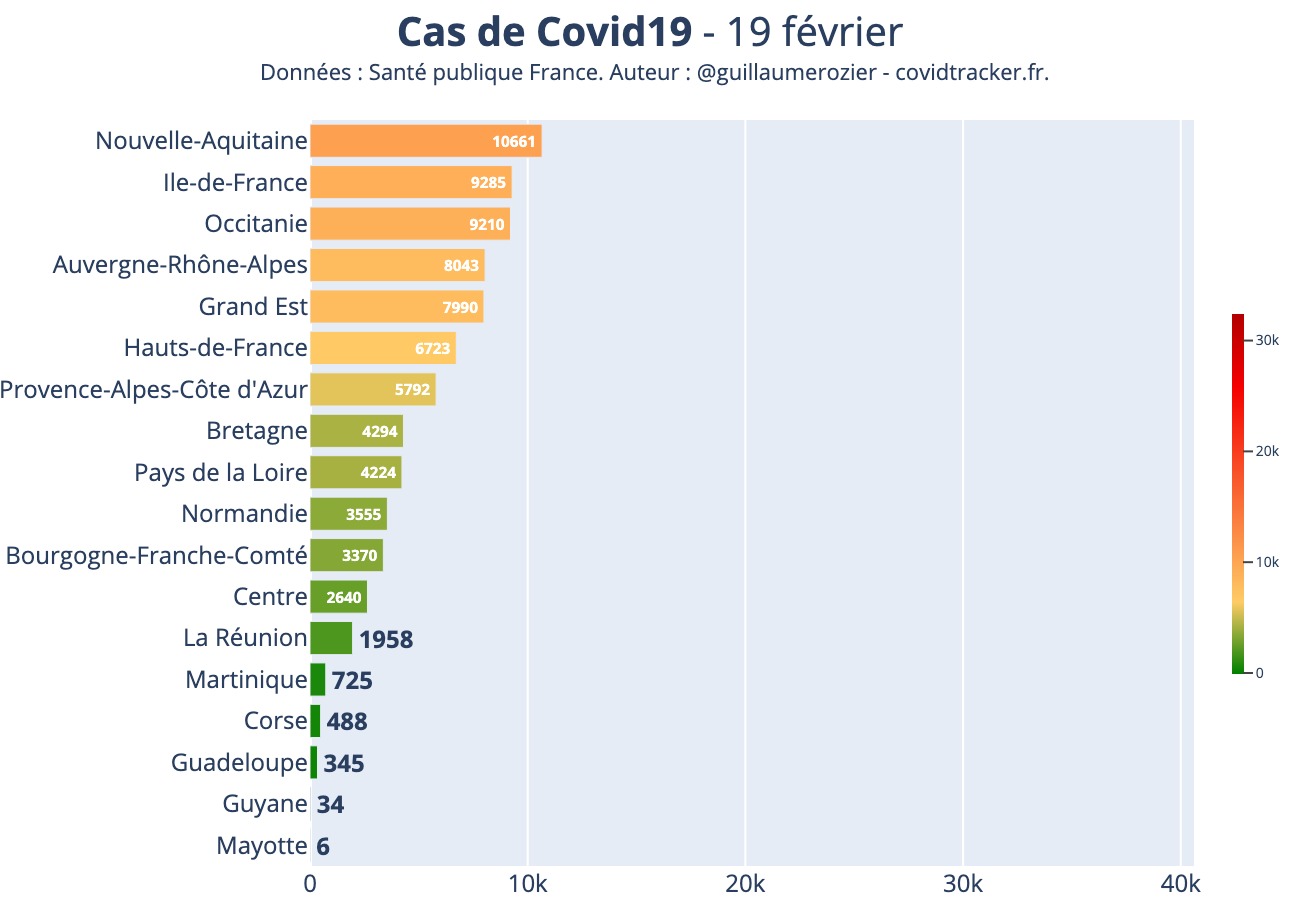 Cas de Covid19 - 19 février
Données : Santé publique France. Auteur : @guillaumerozier - covidtracker.fr.
Nouvelle-Aquitaine 10661
Ile-de-France 9285
Occitanie 9210
Auvergne-Rhône-Alpes 8043
Grand Est 7990
Hauts-de-France 6723
Provence-Alpes-Côte d'Azur 5792
Bretagne 4294
Pays de la Loire 4224
Normandie 3555
Bourgogne-Franche-Comté 3370
Centre 2640
La Réunion 1958
Martinique 725
Corse 488
Guadeloupe 345
Guyane 34
Mayotte 6
0 10k 20k 30k 40k
30k
20k
10k
0